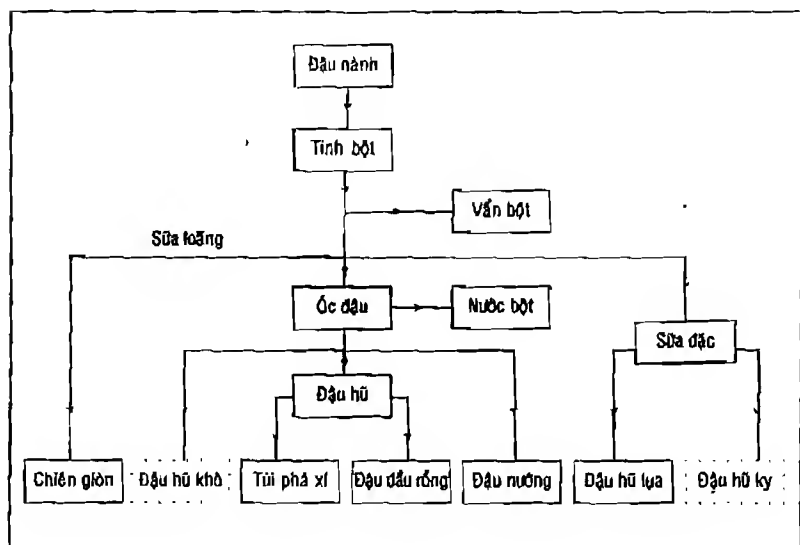 Đậu nành
Tinh bột
Vẩn bột
Sữa loãng
Óc đậu
Nước bột
Sữa đặc
Đậu hũ
Chiên giòn
Đậu hũ khô
Túi phá xí
Đậu dầu rồng
Đậu nướng
Đậu hũ lụa
Đậu hũ ky